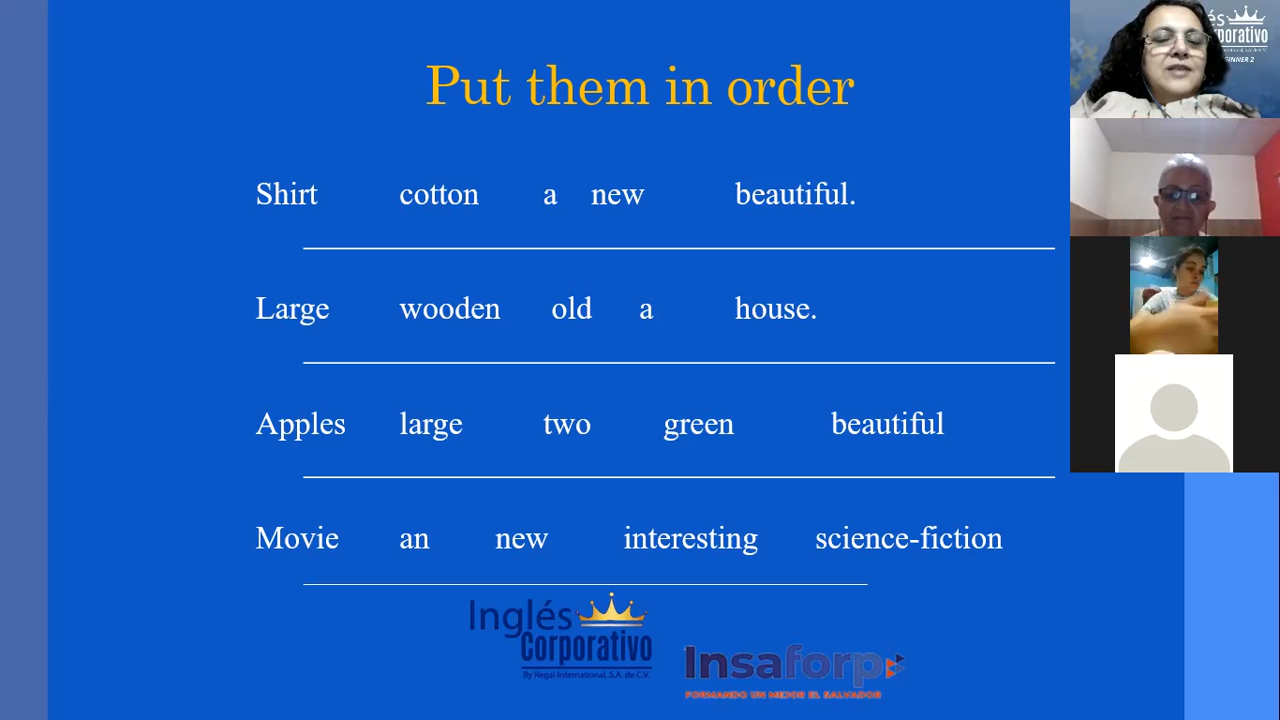 Put them in order
Shirt cotton a new beautiful.
Large wooden old a house.
Apples large two green beautiful
Movie an new interesting science-fiction
Inglés
Corporativo
By Regal International, S.A. de C.V.
Insaforp
FORMANDO UN MEJOR EL SALVADOR